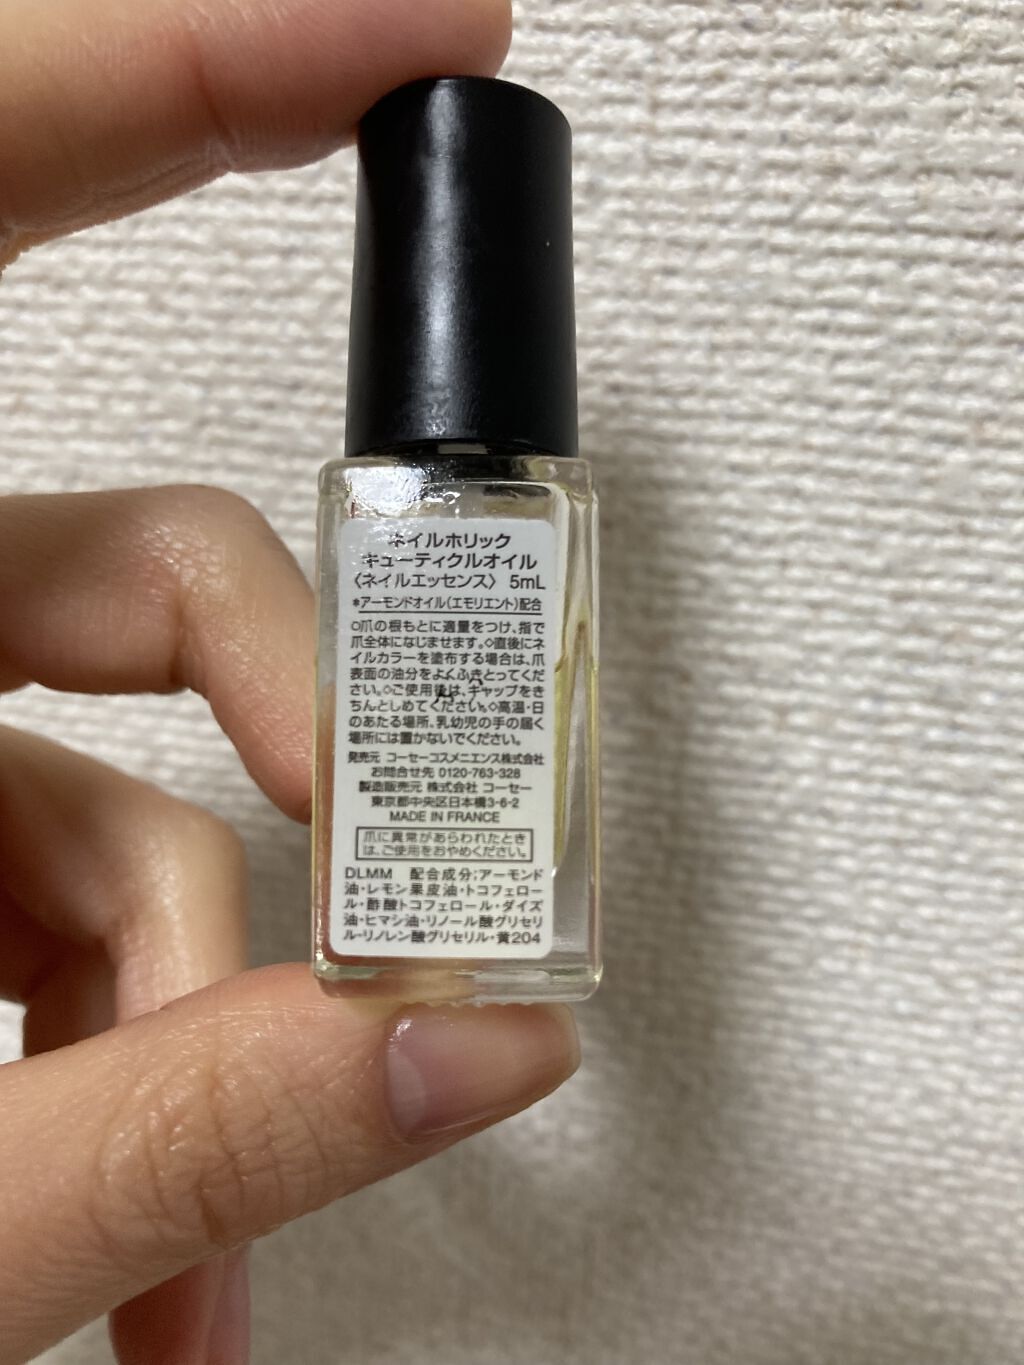 ネイルホリック
キューティクルオイル
〈ネイルエッセンス〉 5mL
*アーモンドオイル(エモリエント)配合
○爪の根もとに適量をつけ、指で
爪全体になじませます。◇直後にネ
イルカラーを塗布する場合は、爪
表面の油分をよくふきとってくだ
さい。◇ご使用後は、キャップをき
ちんとしめてください。◇高温・日
のあたる場所、乳幼児の手の届く
場所には置かないでください。
発売元 コーセーコスメニエンス株式会社
お問合せ先 0120-763-328
製造販売元 株式会社 コーセー
東京都中央区日本橋3-6-2
MADE IN FRANCE
爪に異常があらわれたとき
は、ご使用をおやめください。
DLMM 配合成分;アーモンド
油・レモン果皮油・トコフェロー
ル・酢酸トコフェロール・ダイズ
油・ヒマシ油・リノール酸グリセリ
ル・リノレン酸グリセリル・黄204